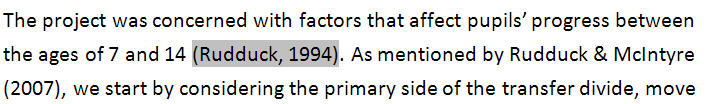 The project was concerned with factors that affect pupils’ progress between
the ages of 7 and 14 (Rudduck, 1994). As mentioned by Rudduck & McIntyre
(2007), we start by considering the primary side of the transfer divide, move